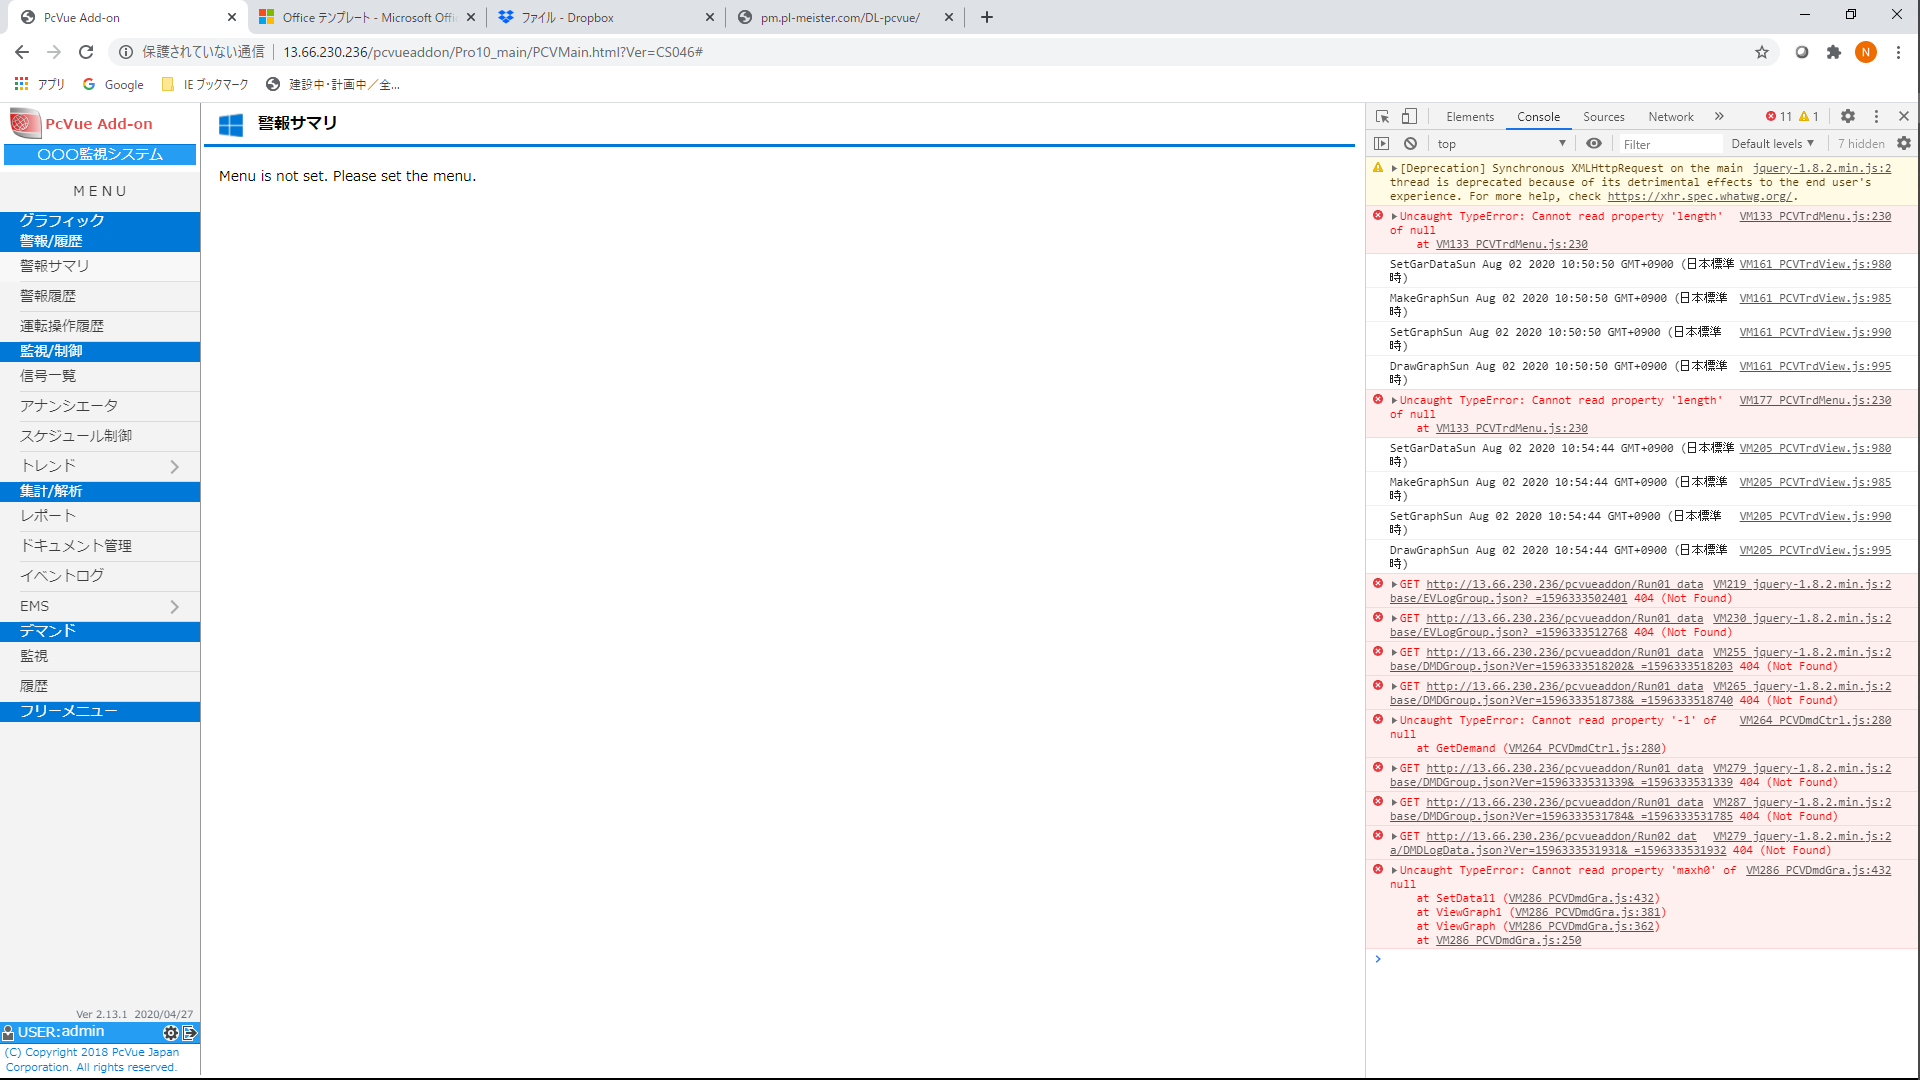 PcVue Add-on
Office テンプレート - Microsoft Offi
ファイル - Dropbox
pm.pl-meister.com/DL-pcvue/
保護されていない通信
13.66.230.236/pcvueaddon/Pro10_main/PCVMain.html?Ver=CS046#
N
アプリ
Google
IE ブックマーク
建設中・計画中／全...
PcVue Add-on
〇〇〇監視システム
MENU
グラフィック
警報/履歴
警報サマリ
警報履歴
運転操作履歴
監視/制御
信号一覧
アナンシエータ
スケジュール制御
トレンド
集計/解析
レポート
ドキュメント管理
イベントログ
EMS
デマンド
監視
履歴
フリーメニュー
Ver 2.13.1 2020/04/27
USER:admin
(C) Copyright 2018 PcVue Japan
Corporation. All rights reserved.
警報サマリ
Menu is not set. Please set the menu.
Elements Console Sources Network » 11 1
top Filter Default levels 7 hidden
[Deprecation] Synchronous XMLHttpRequest on the main jquery-1.8.2.min.js:2
thread is deprecated because of its detrimental effects to the end user's
experience. For more help, check https://xhr.spec.whatwg.org/.
Uncaught TypeError: Cannot read property 'length' VM133 PCVTrdMenu.js:230
of null
at VM133 PCVTrdMenu.js:230
SetGarDataSun Aug 02 2020 10:50:50 GMT+0900 (日本標準 VM161 PCVTrdView.js:980
時)
MakeGraphSun Aug 02 2020 10:50:50 GMT+0900 (日本標準 VM161 PCVTrdView.js:985
時)
SetGraphSun Aug 02 2020 10:50:50 GMT+0900 (日本標準 VM161 PCVTrdView.js:990
時)
DrawGraphSun Aug 02 2020 10:50:50 GMT+0900 (日本標準 VM161 PCVTrdView.js:995
時)
Uncaught TypeError: Cannot read property 'length' VM177 PCVTrdMenu.js:230
of null
at VM133 PCVTrdMenu.js:230
SetGarDataSun Aug 02 2020 10:54:44 GMT+0900 (日本標準 VM205 PCVTrdView.js:980
時)
MakeGraphSun Aug 02 2020 10:54:44 GMT+0900 (日本標準 VM205 PCVTrdView.js:985
時)
SetGraphSun Aug 02 2020 10:54:44 GMT+0900 (日本標準 VM205 PCVTrdView.js:990
時)
DrawGraphSun Aug 02 2020 10:54:44 GMT+0900 (日本標準 VM205 PCVTrdView.js:995
時)
GET http://13.66.230.236/pcvueaddon/Run01_data VM219 jquery-1.8.2.min.js:2
base/EVLogGroup.json?_=1596333502401 404 (Not Found)
GET http://13.66.230.236/pcvueaddon/Run01_data VM230 jquery-1.8.2.min.js:2
base/EVLogGroup.json?_=1596333512768 404 (Not Found)
GET http://13.66.230.236/pcvueaddon/Run01_data VM255 jquery-1.8.2.min.js:2
base/DMDGroup.json?Ver=1596333518202&_=1596333518203 404 (Not Found)
GET http://13.66.230.236/pcvueaddon/Run01_data VM265 jquery-1.8.2.min.js:2
base/DMDGroup.json?Ver=1596333518738&_=1596333518740 404 (Not Found)
Uncaught TypeError: Cannot read property '-1' of VM264 PCVDmdCtrl.js:280
null
at GetDemand (VM264 PCVDmdCtrl.js:280)
GET http://13.66.230.236/pcvueaddon/Run01_data VM279 jquery-1.8.2.min.js:2
base/DMDGroup.json?Ver=1596333531339&_=1596333531339 404 (Not Found)
GET http://13.66.230.236/pcvueaddon/Run01_data VM287 jquery-1.8.2.min.js:2
base/DMDGroup.json?Ver=1596333531784&_=1596333531785 404 (Not Found)
GET http://13.66.230.236/pcvueaddon/Run02_dat VM279 jquery-1.8.2.min.js:2
a/DMDLogData.json?Ver=1596333531931&_=1596333531932 404 (Not Found)
Uncaught TypeError: Cannot read property 'maxh0' of VM286 PCVDmdGra.js:432
null
at SetData11 (VM286 PCVDmdGra.js:432)
at ViewGraph1 (VM286 PCVDmdGra.js:381)
at ViewGraph (VM286 PCVDmdGra.js:362)
at VM286 PCVDmdGra.js:250